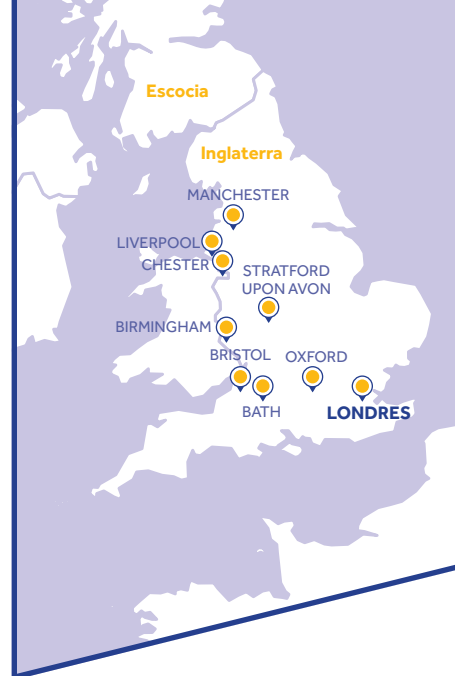 Escocia
Inglaterra
MANCHESTER
LIVERPOOL
CHESTER
STRATFORD
UPON AVON
BIRMINGHAM
BRISTOL
OXFORD
BATH
LONDRES